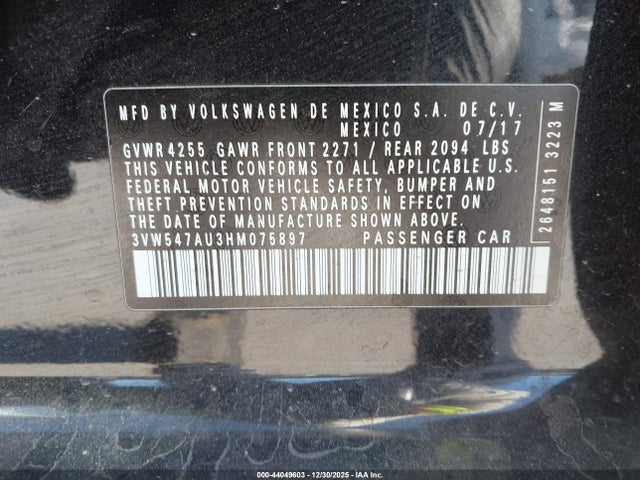 MFD BY VOLKSWAGEN DE MEXICO S.A. DE C.V.
MEXICO 07/17
GVWR 4255 GAWR FRONT 2271 / REAR 2094 LBS
THIS VEHICLE CONFORMS TO ALL APPLICABLE U.S.
FEDERAL MOTOR VEHICLE SAFETY, BUMPER AND
THEFT PREVENTION STANDARDS IN EFFECT ON
THE DATE OF MANUFACTURE SHOWN ABOVE.
3VW547AU3HM075897 PASSENGER CAR
2648151 3223 M
000-44049603 - 12/30/2025 - IAA Inc.